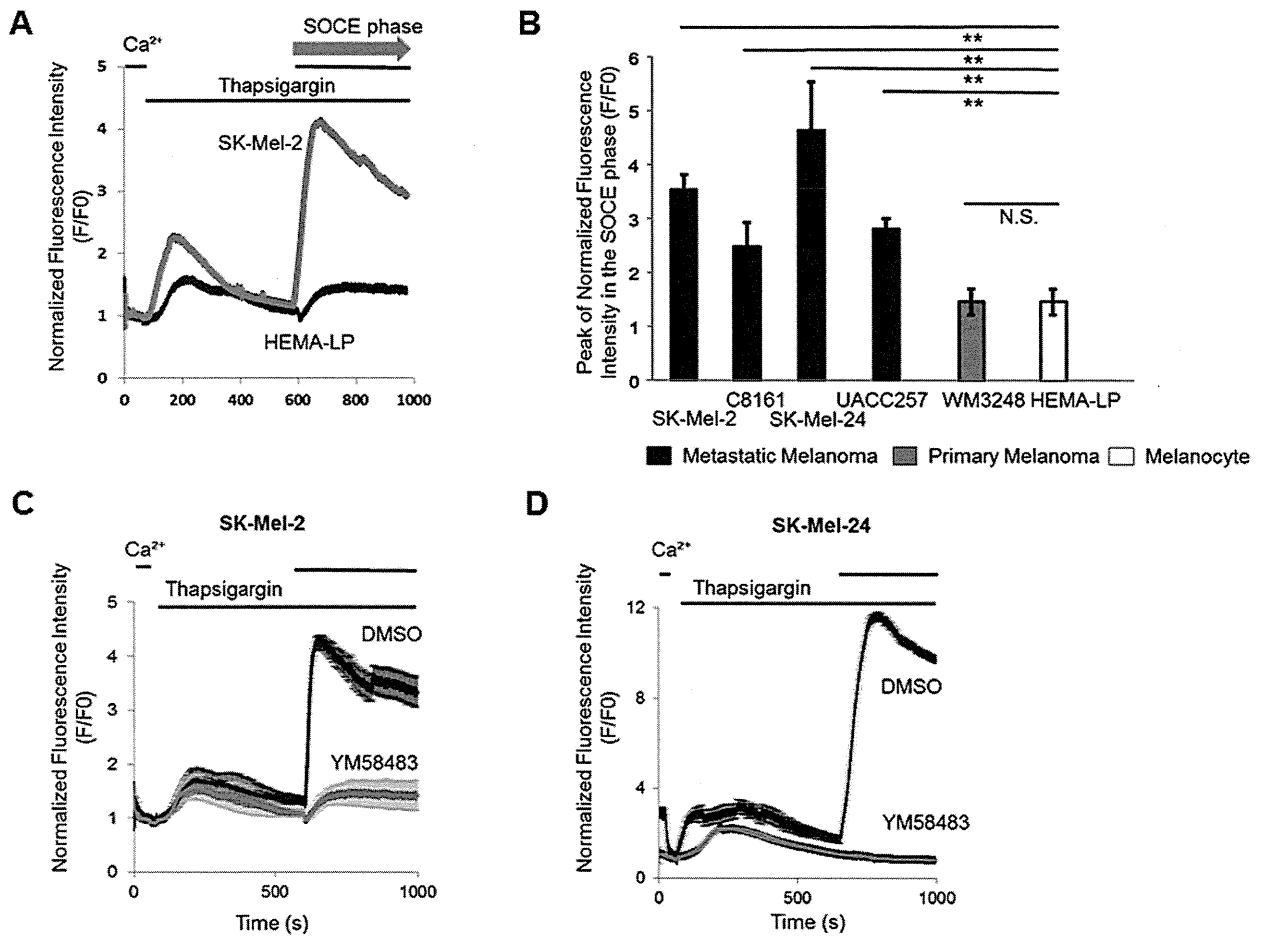 A
SOCE phase
Ca²⁺
Thapsigargin
SK-Mel-2
HEMA-LP
Normalized Fluorescence Intensity
(F/F0)
5
4
3
2
1
0
0 200 400 600 800 1000
B
**
**
**
**
N.S.
Peak of Normalized Fluorescence
Intensity in the SOCE phase (F/F0)
6
5
4
3
2
1
0
C8161 UACC257 WM3248 HEMA-LP
SK-Mel-2 SK-Mel-24
Metastatic Melanoma Primary Melanoma Melanocyte
C
SK-Mel-2
Ca²⁺
Thapsigargin
DMSO
YM58483
Normalized Fluorescence Intensity
(F/F0)
5
4
3
2
1
0
0 500 1000
Time (s)
D
SK-Mel-24
Ca²⁺
Thapsigargin
DMSO
YM58483
Normalized Fluorescence Intensity
(F/F0)
12
8
4
0
0 500 1000
Time (s)